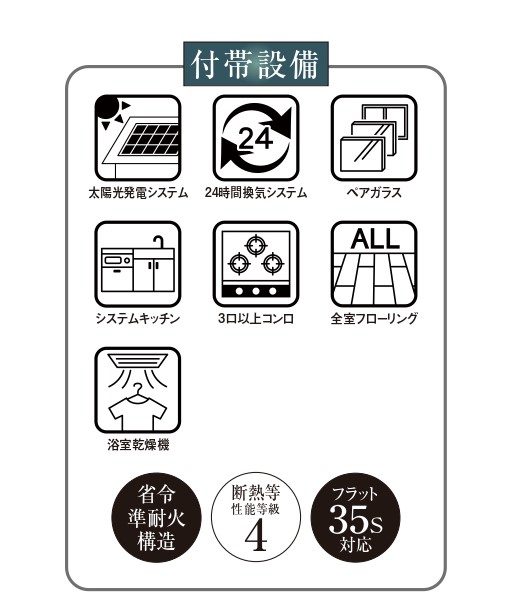 付帯設備
24
太陽光発電システム
24時間換気システム
ペアガラス
ALL
システムキッチン
3口以上コンロ
全室フローリング
浴室乾燥機
省令
準耐火
構造
断熱等
性能等級
4
フラット
35S
対応